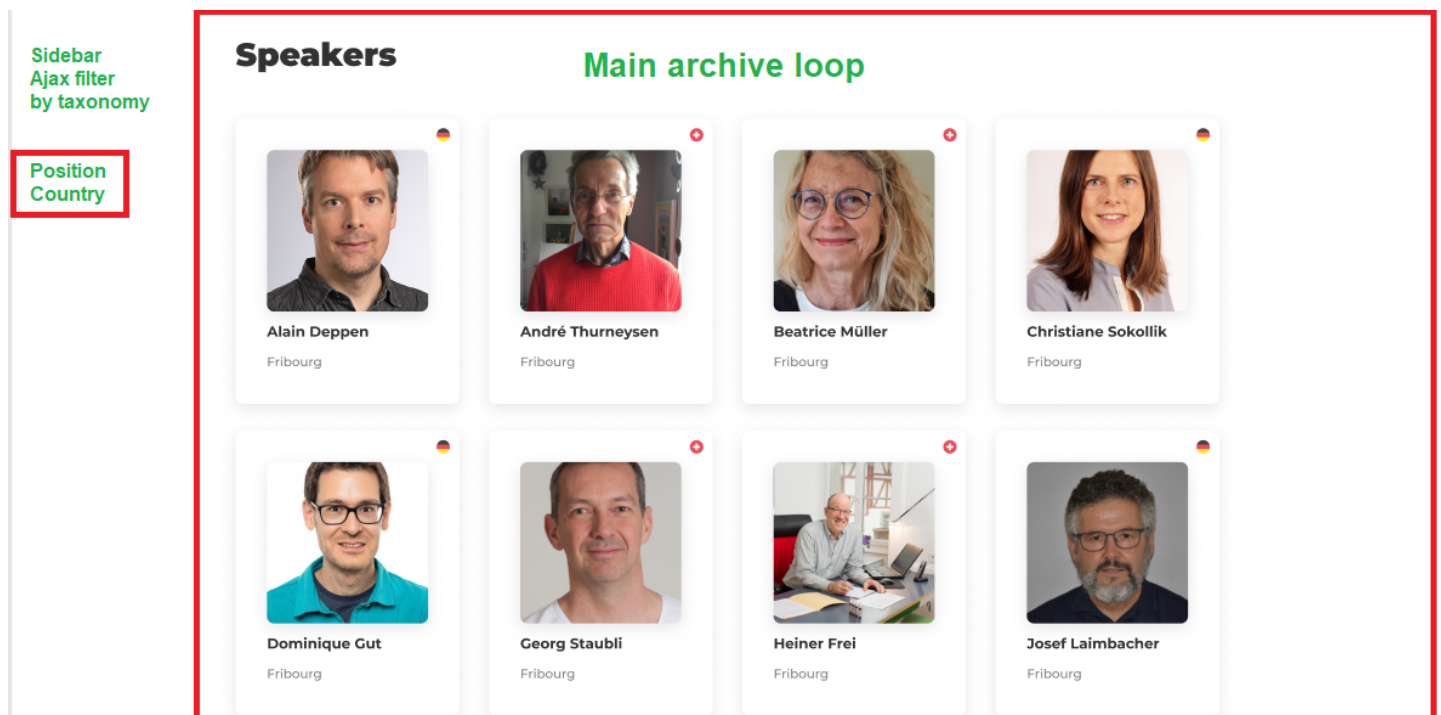 Sidebar
Ajax filter
by taxonomy
Position
Country
Speakers
Main archive loop
Alain Deppen
Fribourg
André Thurneysen
Fribourg
Beatrice Müller
Fribourg
Christiane Sokollik
Fribourg
Dominique Gut
Fribourg
Georg Staubli
Fribourg
Heiner Frei
Fribourg
Josef Laimbacher
Fribourg